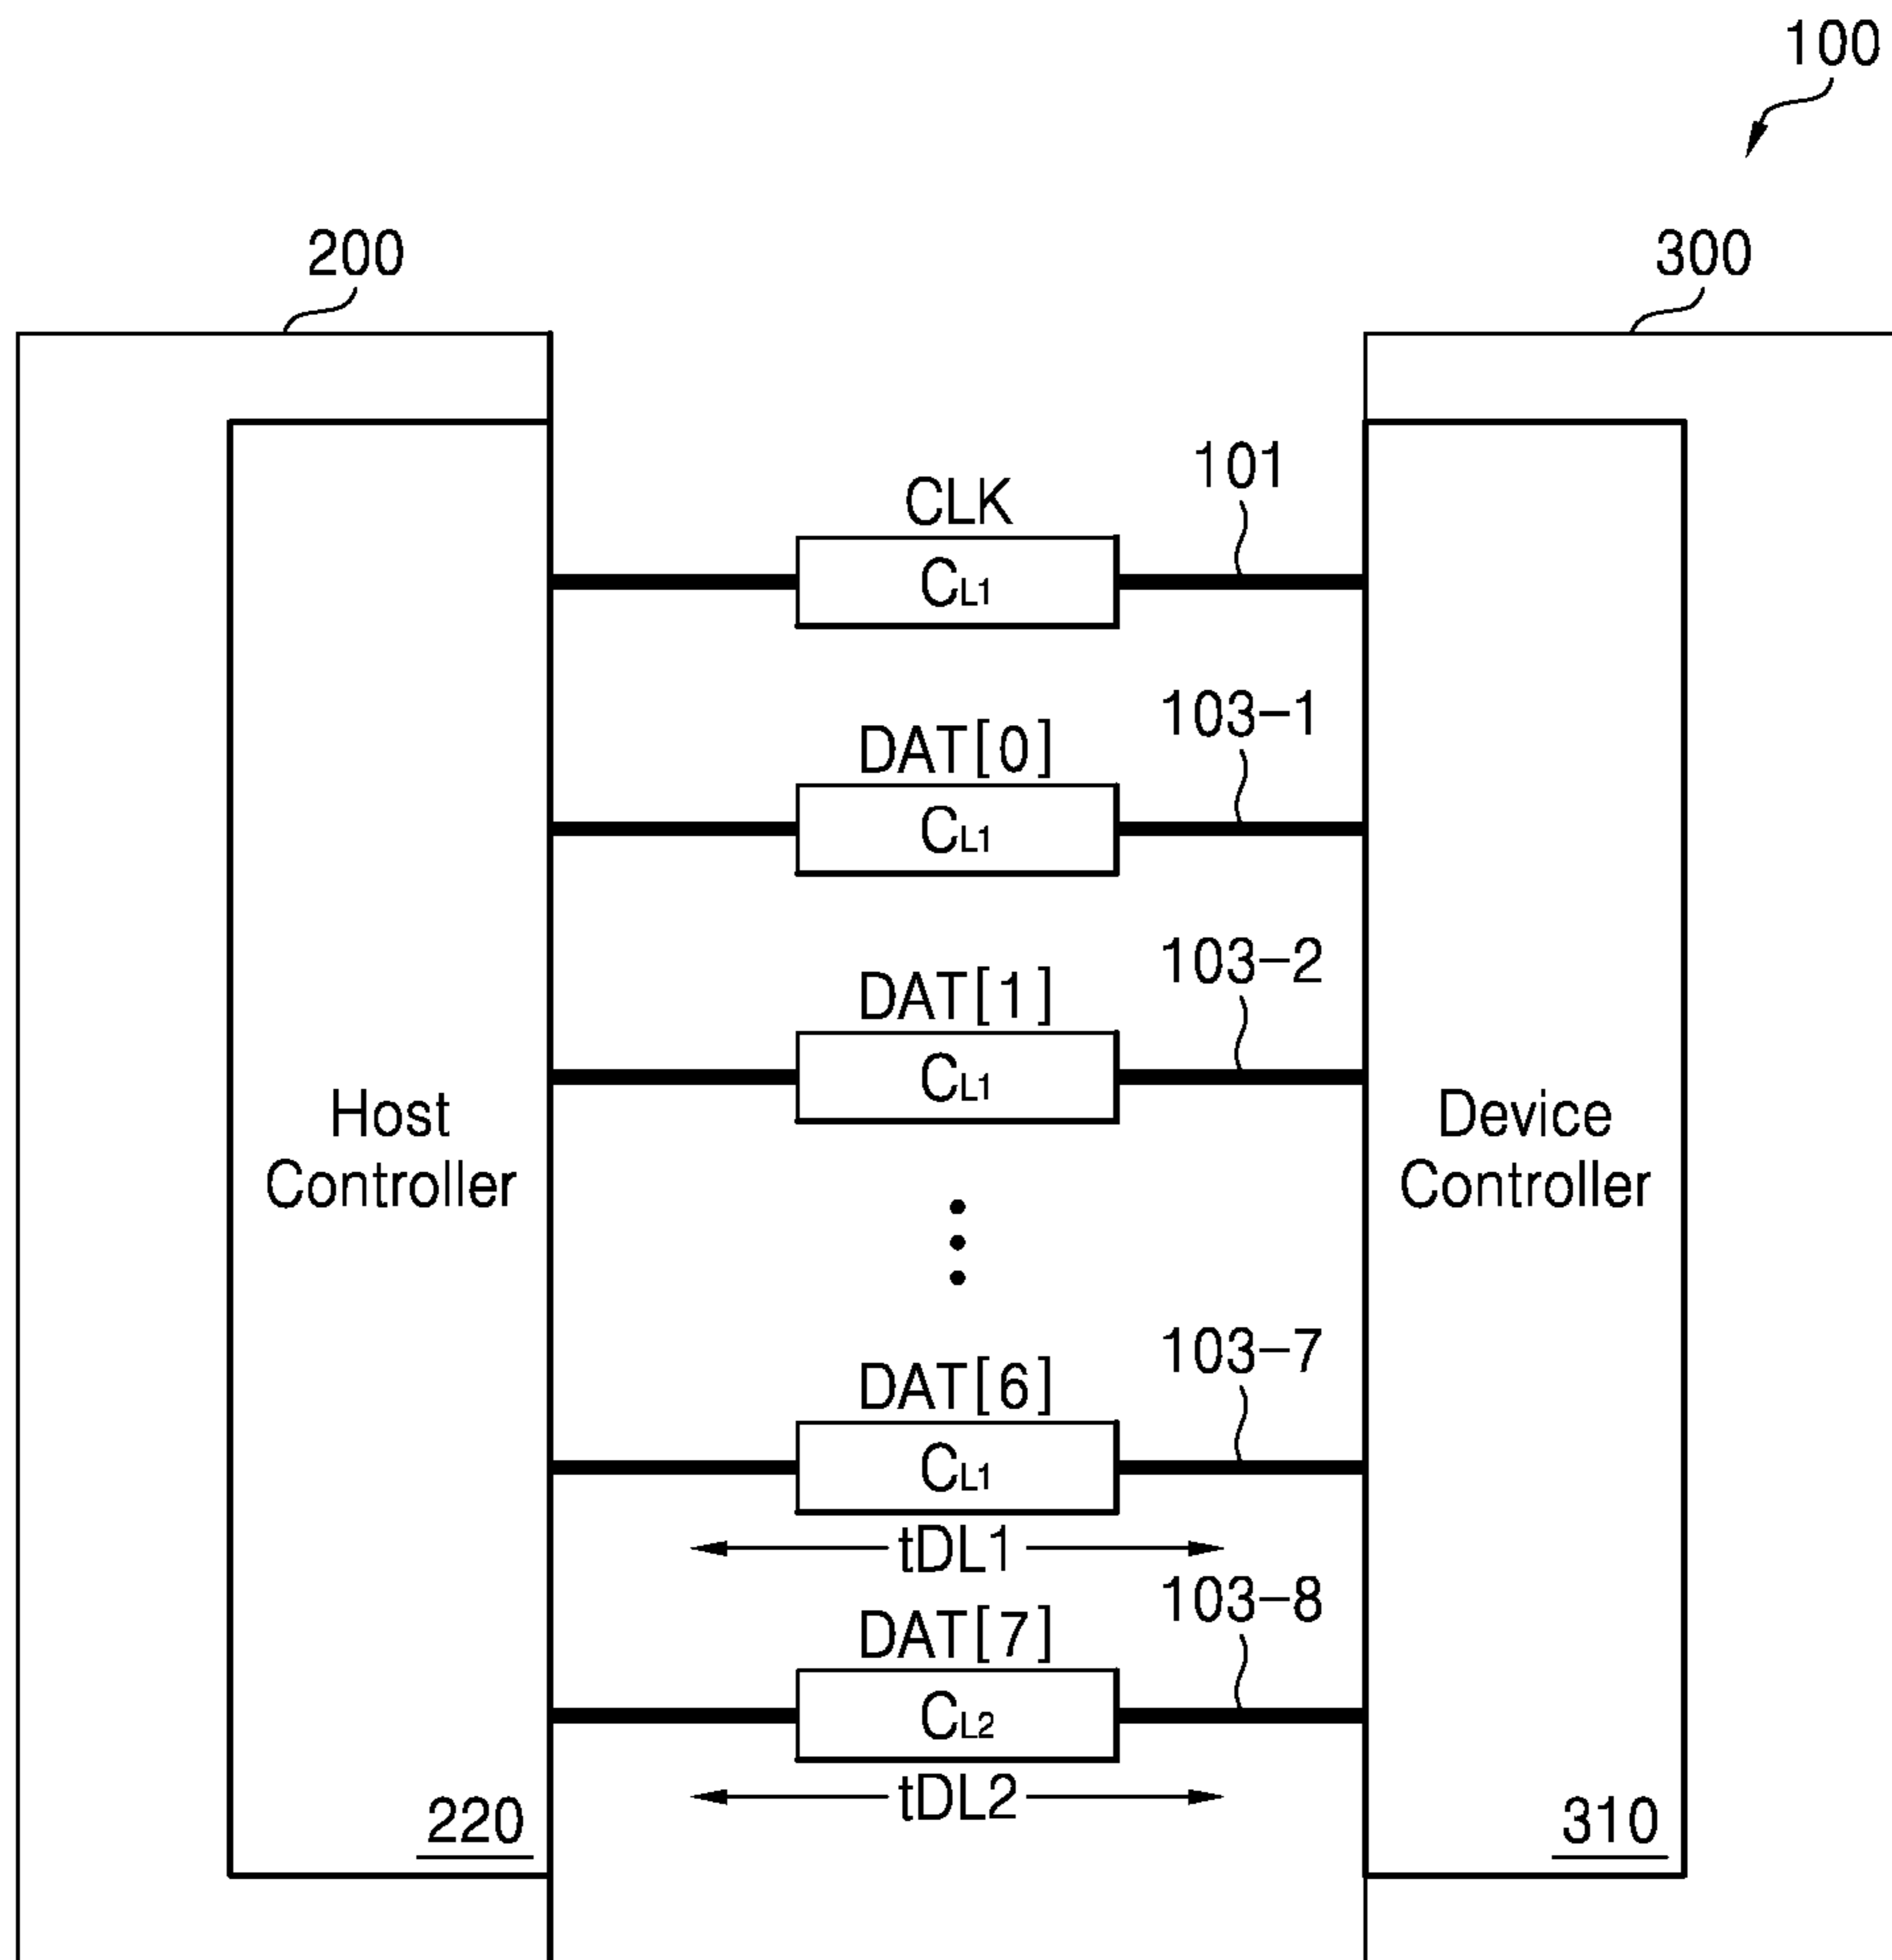 100
200
300
CLK
101
CL1
DAT[0]
103-1
CL1
DAT[1]
103-2
CL1
Host
Controller
Device
Controller
DAT[6]
103-7
CL1
tDL1
DAT[7]
103-8
CL2
tDL2
220
310